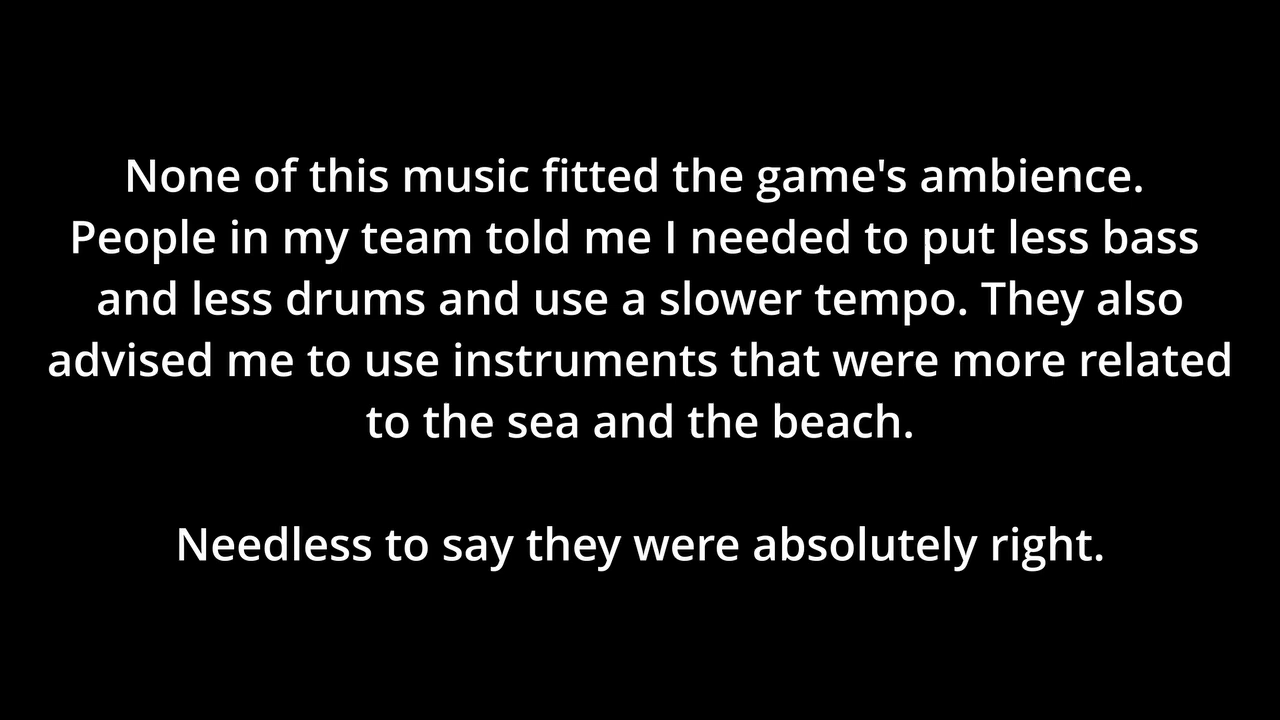 None of this music fitted the game's ambience.
People in my team told me I needed to put less bass
and less drums and use a slower tempo. They also
advised me to use instruments that were more related
to the sea and the beach.
Needless to say they were absolutely right.